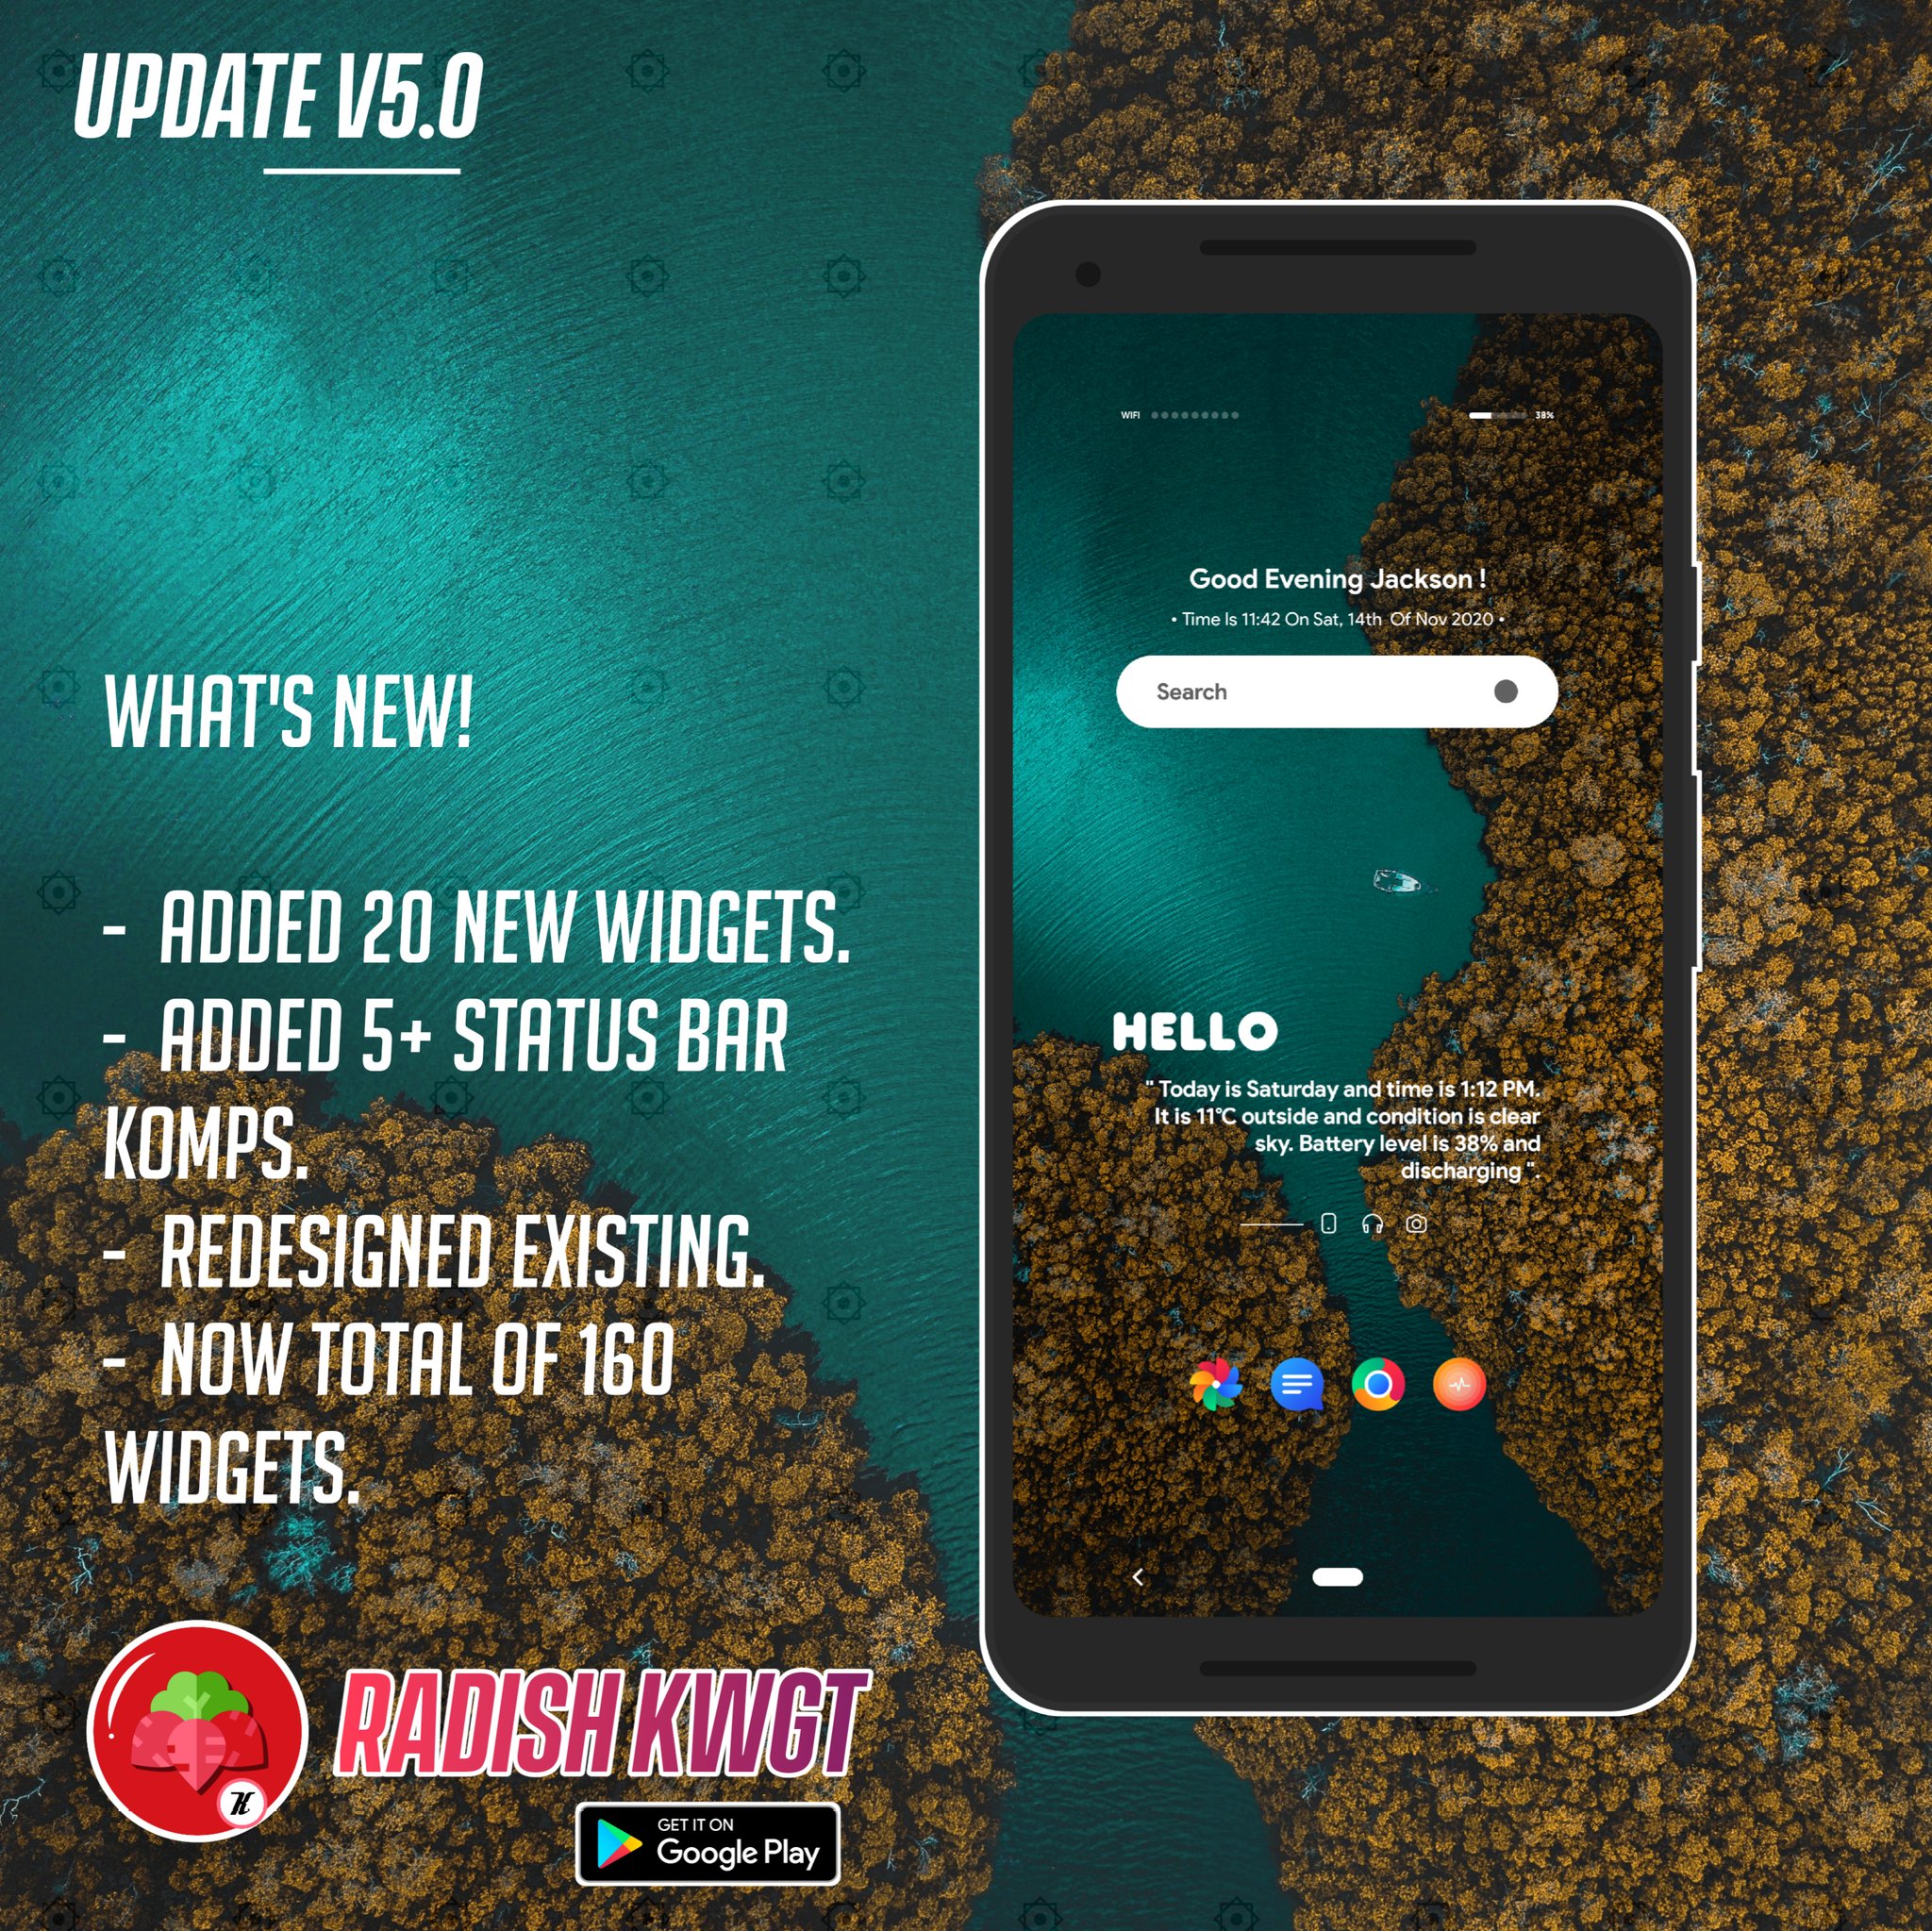 UPDATE V5.0
WHAT'S NEW!
- ADDED 20 NEW WIDGETS.
- ADDED 5+ STATUS BAR
KOMPS.
- REDESIGNED EXISTING.
- NOW TOTAL OF 160
WIDGETS.
RADISH KWGT
K
GET IT ON
Google Play
WIFI
38%
Good Evening Jackson !
• Time Is 11:42 On Sat, 14th Of Nov 2020 •
Search
HELLO
" Today is Saturday and time is 1:12 PM.
It is 11°C outside and condition is clear
sky. Battery level is 38% and
discharging ".